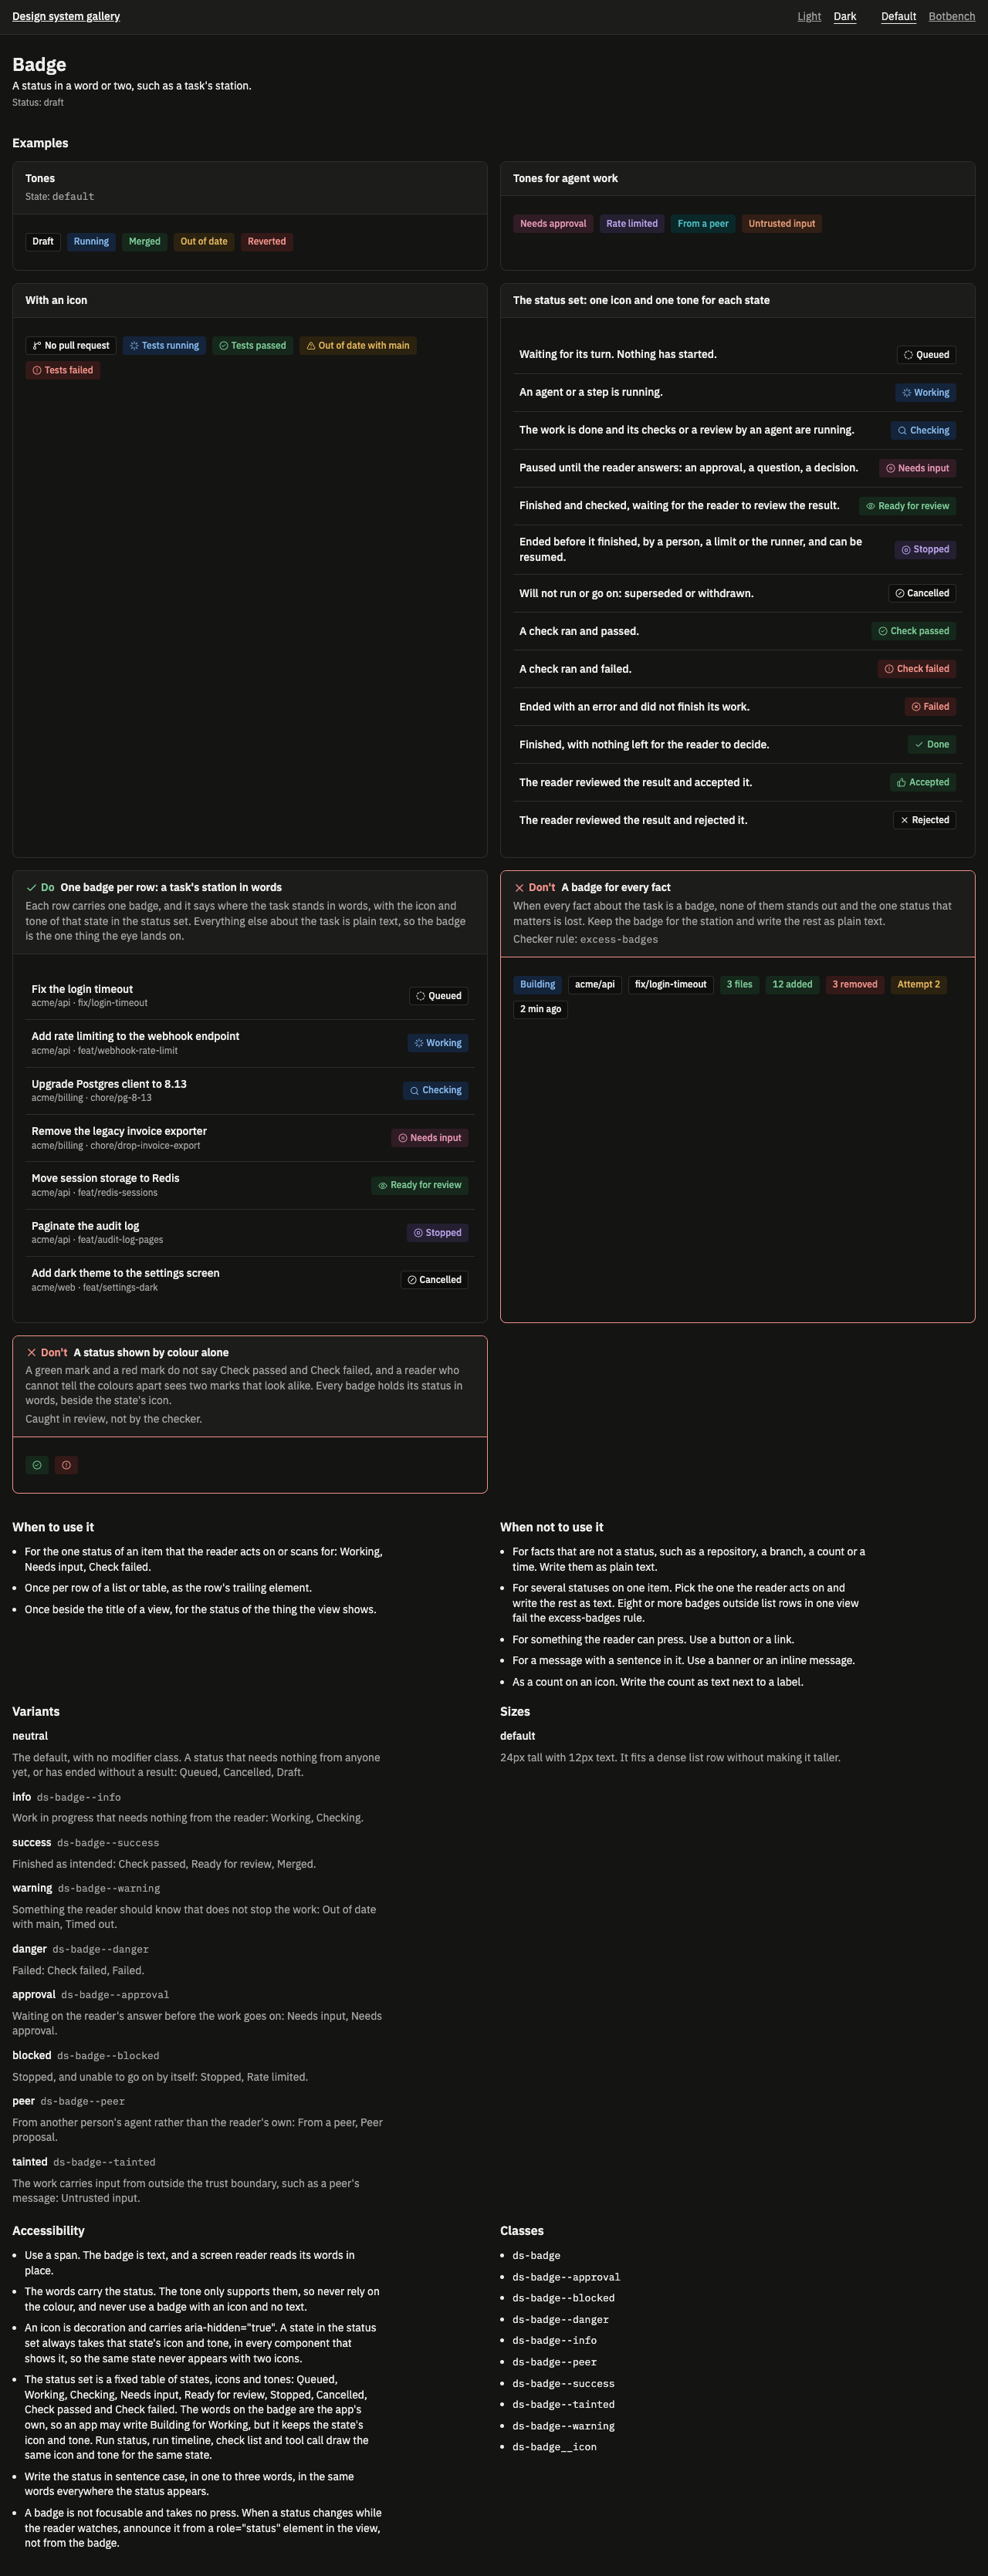 Design system gallery
Light Dark Default Botbench
Badge
A status in a word or two, such as a task's station.
Status: draft
Examples
Tones
State: default
Draft Running Merged Out of date Reverted
Tones for agent work
Needs approval Rate limited From a peer Untrusted input
With an icon
No pull request Tests running Tests passed Out of date with main
Tests failed
The status set: one icon and one tone for each state
Waiting for its turn. Nothing has started. Queued
An agent or a step is running. Working
The work is done and its checks or a review by an agent are running. Checking
Paused until the reader answers: an approval, a question, a decision. Needs input
Finished and checked, waiting for the reader to review the result. Ready for review
Ended before it finished, by a person, a limit or the runner, and can be
resumed.
Stopped
Will not run or go on: superseded or withdrawn. Cancelled
A check ran and passed. Check passed
A check ran and failed. Check failed
Ended with an error and did not finish its work. Failed
Finished, with nothing left for the reader to decide. Done
The reader reviewed the result and accepted it. Accepted
The reader reviewed the result and rejected it. Rejected
Do One badge per row: a task's station in words
Each row carries one badge, and it says where the task stands in words, with the icon and
tone of that state in the status set. Everything else about the task is plain text, so the badge
is the one thing the eye lands on.
Fix the login timeout
acme/api · fix/login-timeout
Queued
Add rate limiting to the webhook endpoint
acme/api · feat/webhook-rate-limit
Working
Upgrade Postgres client to 8.13
acme/billing · chore/pg-8-13
Checking
Remove the legacy invoice exporter
acme/billing · chore/drop-invoice-export
Needs input
Move session storage to Redis
acme/api · feat/redis-sessions
Ready for review
Paginate the audit log
acme/api · feat/audit-log-pages
Stopped
Add dark theme to the settings screen
acme/web · feat/settings-dark
Cancelled
Don't A badge for every fact
When every fact about the task is a badge, none of them stands out and the one status that
matters is lost. Keep the badge for the station and write the rest as plain text.
Checker rule: excess-badges
Building acme/api fix/login-timeout 3 files 12 added 3 removed Attempt 2
2 min ago
Don't A status shown by colour alone
A green mark and a red mark do not say Check passed and Check failed, and a reader who
cannot tell the colours apart sees two marks that look alike. Every badge holds its status in
words, beside the state's icon.
Caught in review, not by the checker.
When to use it
For the one status of an item that the reader acts on or scans for: Working,
Needs input, Check failed.
Once per row of a list or table, as the row's trailing element.
Once beside the title of a view, for the status of the thing the view shows.
When not to use it
For facts that are not a status, such as a repository, a branch, a count or a
time. Write them as plain text.
For several statuses on one item. Pick the one the reader acts on and
write the rest as text. Eight or more badges outside list rows in one view
fail the excess-badges rule.
For something the reader can press. Use a button or a link.
For a message with a sentence in it. Use a banner or an inline message.
As a count on an icon. Write the count as text next to a label.
Variants
neutral
The default, with no modifier class. A status that needs nothing from anyone
yet, or has ended without a result: Queued, Cancelled, Draft.
info ds-badge--info
Work in progress that needs nothing from the reader: Working, Checking.
success ds-badge--success
Finished as intended: Check passed, Ready for review, Merged.
warning ds-badge--warning
Something the reader should know that does not stop the work: Out of date
with main, Timed out.
danger ds-badge--danger
Failed: Check failed, Failed.
approval ds-badge--approval
Waiting on the reader's answer before the work goes on: Needs input, Needs
approval.
blocked ds-badge--blocked
Stopped, and unable to go on by itself: Stopped, Rate limited.
peer ds-badge--peer
From another person's agent rather than the reader's own: From a peer, Peer
proposal.
tainted ds-badge--tainted
The work carries input from outside the trust boundary, such as a peer's
message: Untrusted input.
Sizes
default
24px tall with 12px text. It fits a dense list row without making it taller.
Accessibility
Use a span. The badge is text, and a screen reader reads its words in
place.
The words carry the status. The tone only supports them, so never rely on
the colour, and never use a badge with an icon and no text.
An icon is decoration and carries aria-hidden="true". A state in the status
set always takes that state's icon and tone, in every component that
shows it, so the same state never appears with two icons.
The status set is a fixed table of states, icons and tones: Queued,
Working, Checking, Needs input, Ready for review, Stopped, Cancelled,
Check passed and Check failed. The words on the badge are the app's
own, so an app may write Building for Working, but it keeps the state's
icon and tone. Run status, run timeline, check list and tool call draw the
same icon and tone for the same state.
Write the status in sentence case, in one to three words, in the same
words everywhere the status appears.
A badge is not focusable and takes no press. When a status changes while
the reader watches, announce it from a role="status" element in the view,
not from the badge.
Classes
ds-badge
ds-badge--approval
ds-badge--blocked
ds-badge--danger
ds-badge--info
ds-badge--peer
ds-badge--success
ds-badge--tainted
ds-badge--warning
ds-badge__icon